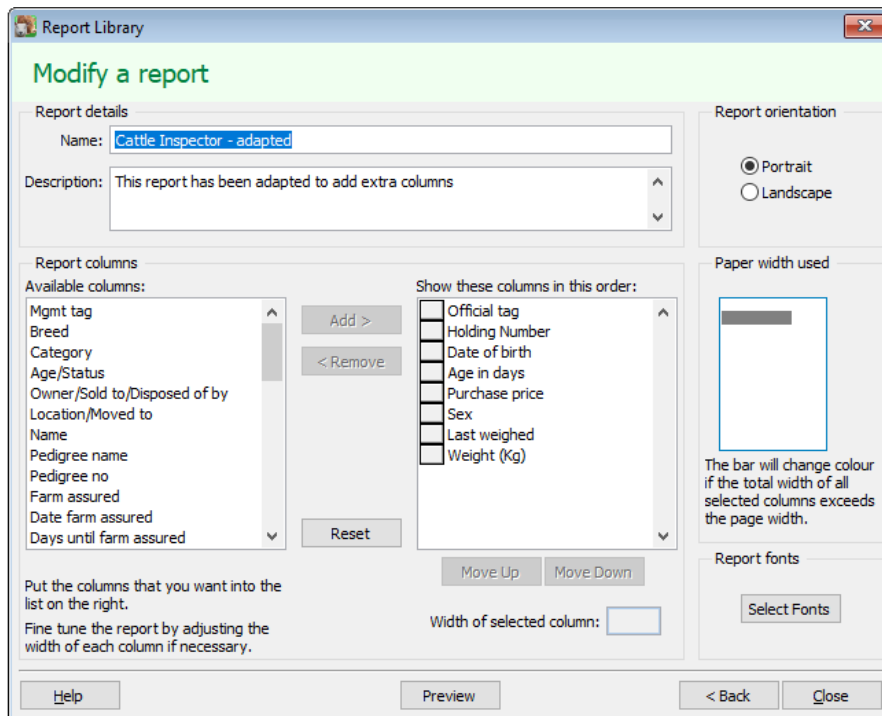 Report Library
Modify a report
Report details
Name:
Cattle Inspector - adapted
Description:
This report has been adapted to add extra columns
Report orientation
Portrait
Landscape
Report columns
Available columns:
Mgmt tag
Breed
Category
Age/Status
Owner/Sold to/Disposed of by
Location/Moved to
Name
Pedigree name
Pedigree no
Farm assured
Date farm assured
Days until farm assured
Add >
< Remove
Reset
Show these columns in this order:
Official tag
Holding Number
Date of birth
Age in days
Purchase price
Sex
Last weighed
Weight (Kg)
Move Up
Move Down
Width of selected column:
Put the columns that you want into the
list on the right.
Fine tune the report by adjusting the
width of each column if necessary.
Paper width used
The bar will change colour
if the total width of all
selected columns exceeds
the page width.
Report fonts
Select Fonts
Help
Preview
< Back
Close